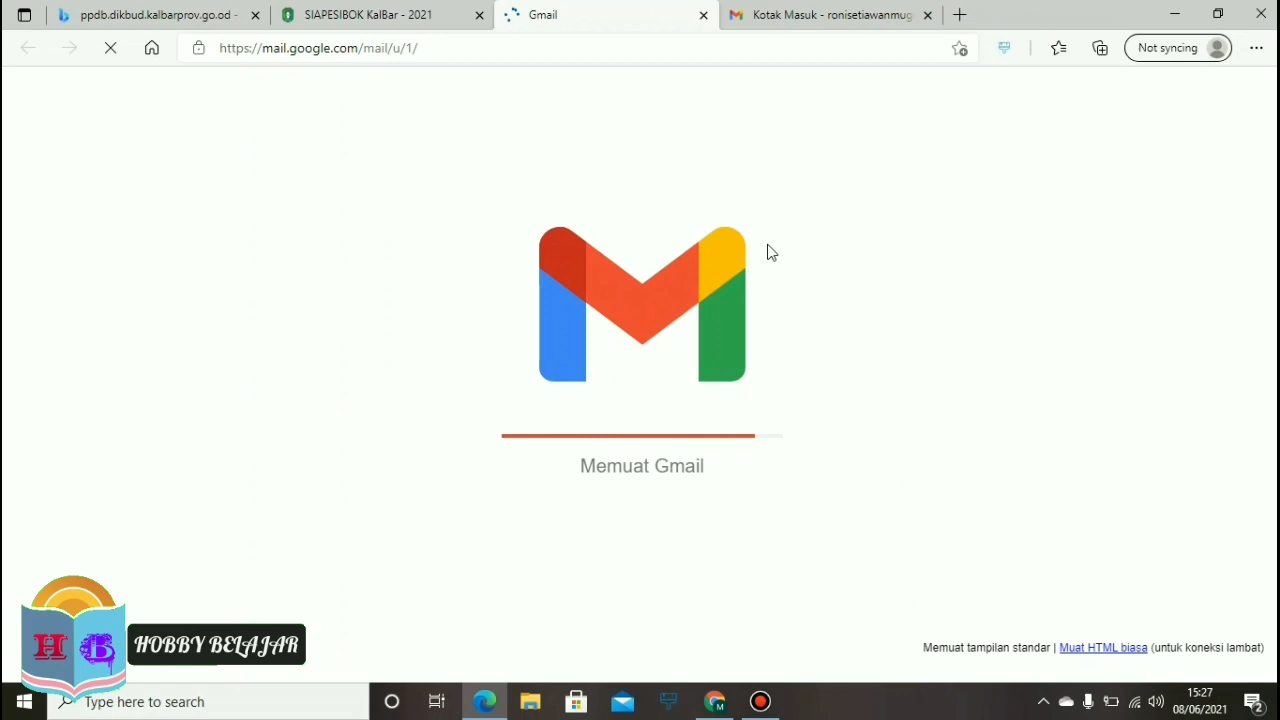 ppdb.dikbud.kalbarprov.go.od -
SIAPESIBOK KalBar - 2021
Gmail
Kotak Masuk - ronisetiawanmug
https://mail.google.com/mail/u/1/
Not syncing
Memuat Gmail
H B
HOBBY BELAJAR
Memuat tampilan standar | Muat HTML biasa (untuk koneksi lambat)
Type here to search
M
15:27
08/06/2021
2